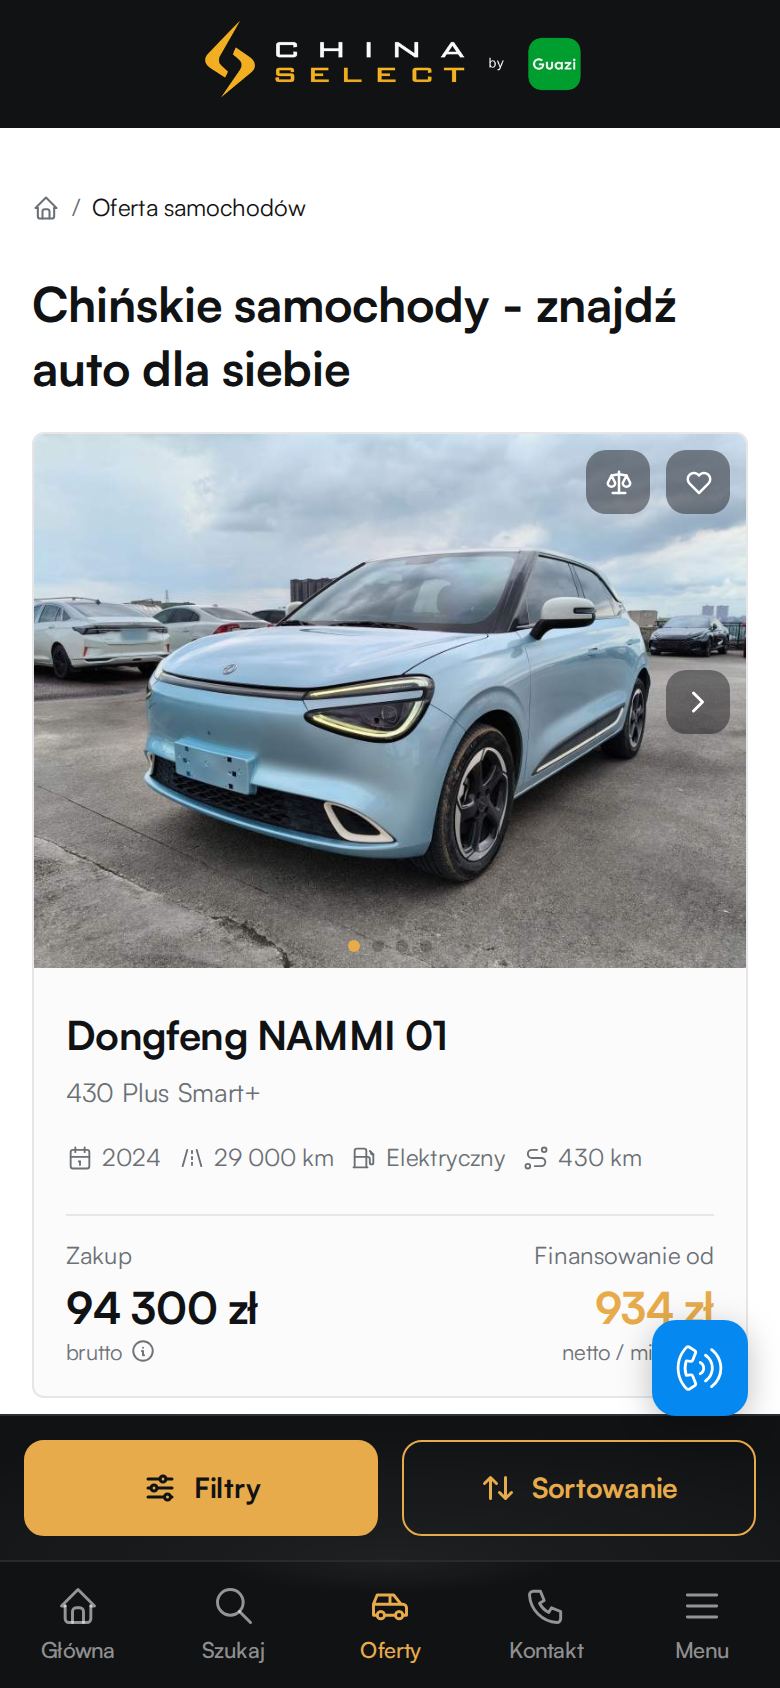 CHINA
SELECT
by
Guazi
/ Oferta samochodów
Chińskie samochody - znajdź
auto dla siebie
Dongfeng NAMMI 01
430 Plus Smart+
2024 29 000 km Elektryczny 430 km
Zakup Finansowanie od
94 300 zł 934 zł
brutto netto /
Filtry Sortowanie
Główna Szukaj Oferty Kontakt Menu